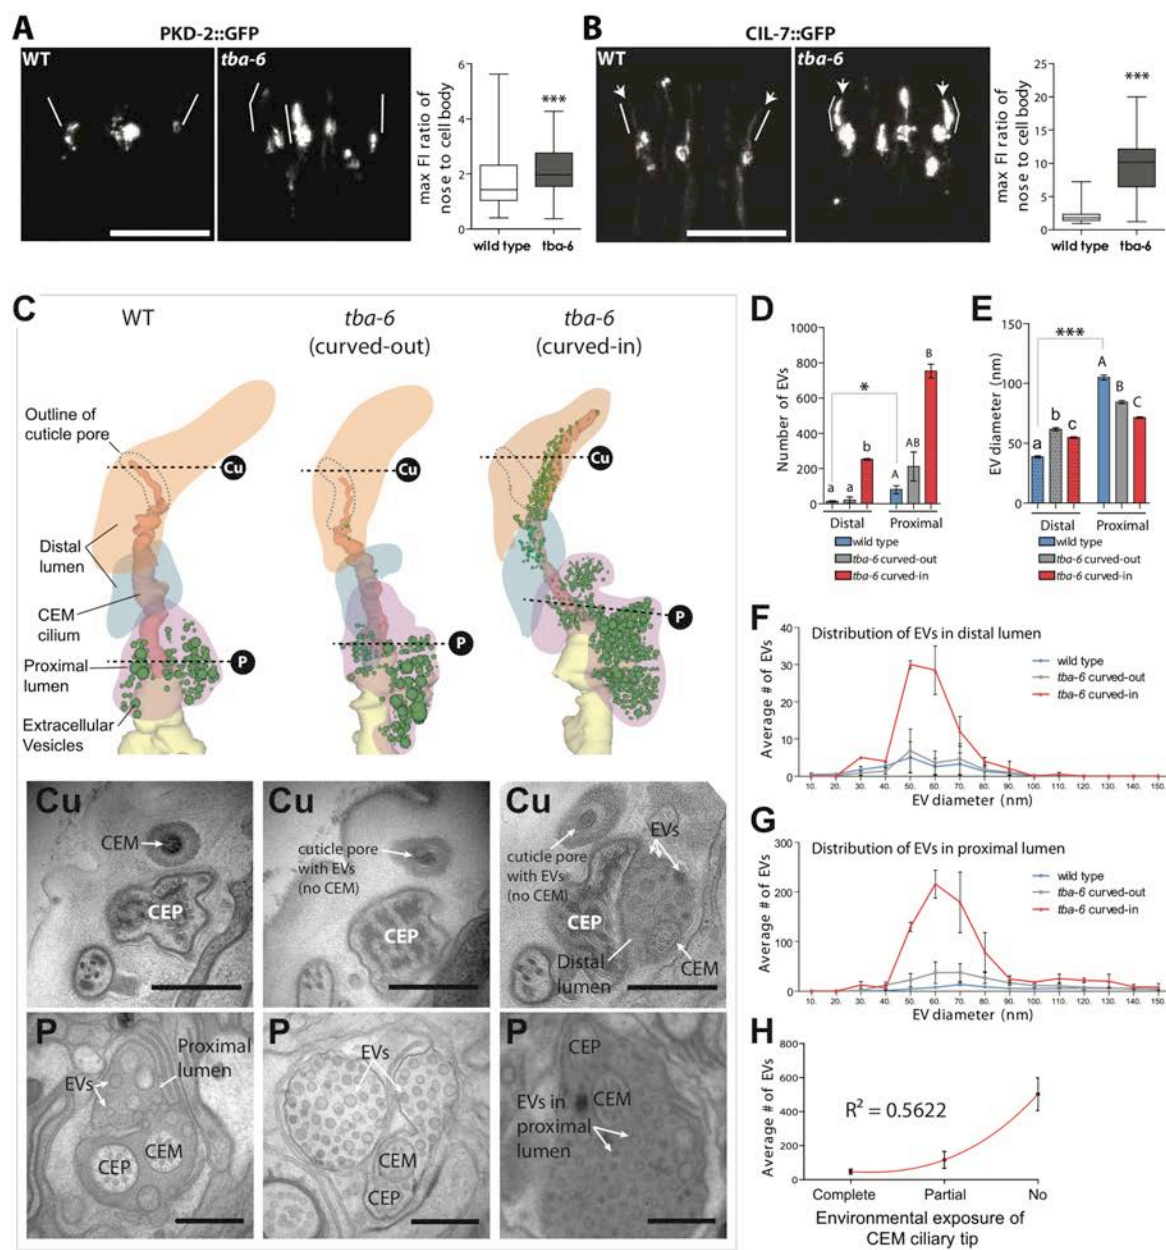 A
PKD-2::GFP
WT
tba-6
max FI ratio of
nose to cell body
6
4
2
0
***
wild type
tba-6
B
CIL-7::GFP
WT
tba-6
max FI ratio of
nose to cell body
25
20
15
10
5
0
***
wild type
tba-6
C
WT
tba-6
(curved-out)
tba-6
(curved-in)
Outline of
cuticle pore
Cu
Cu
Cu
Distal
lumen
CEM
cilium
Proximal
lumen
Extracellular
Vesicles
P
P
P
Cu
CEM
CEP
Cu
cuticle pore
with EVs
(no CEM)
CEP
Cu
EVs
cuticle pore
with EVs
(no CEM)
CEP
Distal
lumen
CEM
P
Proximal
lumen
EVs
CEM
CEP
P
EVs
CEM
CEP
P
CEP
CEM
EVs in
proximal
lumen
D
Number of EVs
1000
800
600
400
200
0
*
a
a
b
A
AB
B
Distal
Proximal
wild type
tba-6 curved-out
tba-6 curved-in
E
EV diameter (nm)
150
100
50
0
***
a
b
c
A
B
C
Distal
Proximal
wild type
tba-6 curved-out
tba-6 curved-in
F
Distribution of EVs in distal lumen
Average # of EVs
40
30
20
10
0
wild type
tba-6 curved-out
tba-6 curved-in
10. 20. 30. 40. 50. 60. 70. 80. 90. 100. 110. 120. 130. 140. 150.
EV diameter (nm)
G
Distribution of EVs in proximal lumen
Average # of EVs
300
200
100
0
wild type
tba-6 curved-out
tba-6 curved-in
10. 20. 30. 40. 50. 60. 70. 80. 90. 100. 110. 120. 130. 140. 150.
EV diameter (nm)
H
Average # of EVs
800
600
400
200
0
R² = 0.5622
Complete
Partial
No
Environmental exposure of
CEM ciliary tip